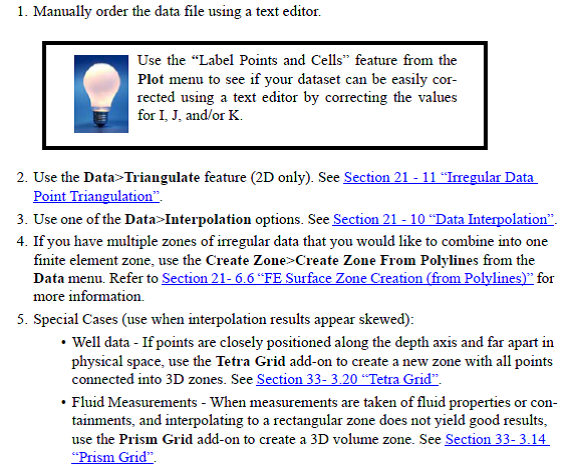 1. Manually order the data file using a text editor.
Use the “Label Points and Cells” feature from the
Plot menu to see if your dataset can be easily cor-
rected using a text editor by correcting the values
for I, J, and/or K.
2. Use the Data>Triangulate feature (2D only). See Section 21 - 11 “Irregular Data
Point Triangulation”.
3. Use one of the Data>Interpolation options. See Section 21 - 10 “Data Interpolation”.
4. If you have multiple zones of irregular data that you would like to combine into one
finite element zone, use the Create Zone>Create Zone From Polylines from the
Data menu. Refer to Section 21- 6.6 “FE Surface Zone Creation (from Polylines)” for
more information.
5. Special Cases (use when interpolation results appear skewed):
• Well data - If points are closely positioned along the depth axis and far apart in
physical space, use the Tetra Grid add-on to create a new zone with all points
connected into 3D zones. See Section 33- 3.20 “Tetra Grid”.
• Fluid Measurements - When measurements are taken of fluid properties or con-
tainments, and interpolating to a rectangular zone does not yield good results,
use the Prism Grid add-on to create a 3D volume zone. See Section 33- 3.14
“Prism Grid”.